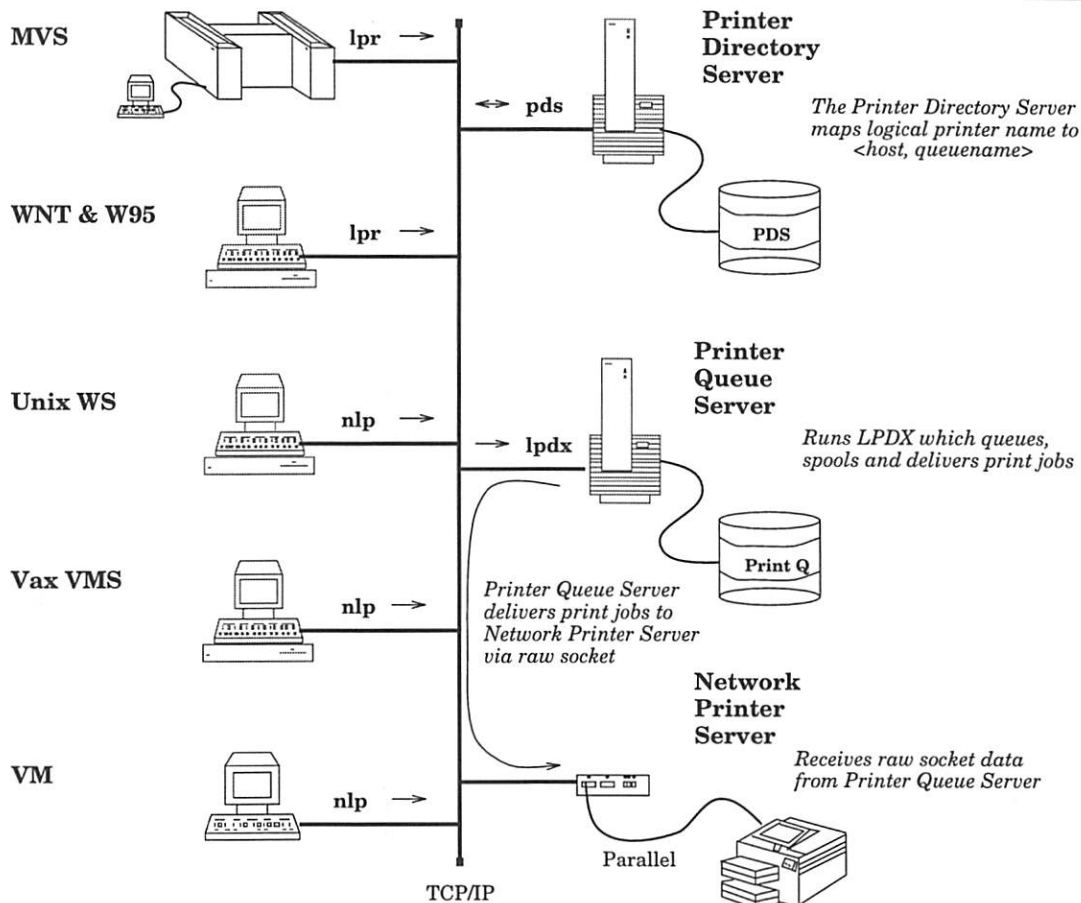 MVS
lpr →
Printer
Directory
Server
↔ pds
The Printer Directory Server
maps logical printer name to
<host, queuename>
PDS
WNT & W95
lpr →
Printer
Queue
Server
Unix WS
nlp →
→ lpdx
Runs LPDX which queues,
spools and delivers print jobs
Print Q
Vax VMS
nlp →
Printer Queue Server
delivers print jobs to
Network Printer Server
via raw socket
Network
Printer
Server
VM
nlp →
Receives raw socket data
from Printer Queue Server
Parallel
TCP/IP